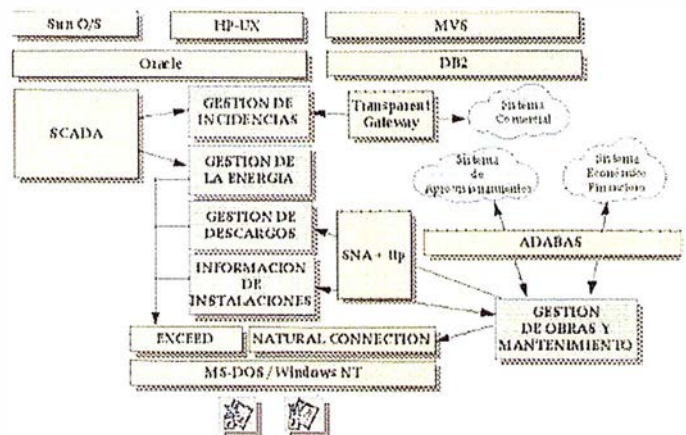 Sun O/S
HP-UX
MVS
Oracle
DB2
SCADA
GESTION DE
INCIDENCIAS
Transparent
Gateway
Sistema
Comercial
GESTION DE
LA ENERGIA
Sistema
de
Aprovisionamientos
Sistema
Económico
Financiero
GESTION DE
DESCARGOS
SNA +
ADABAS
INFORMACION DE
INSTALACIONES
GESTION
DE OBRAS Y
MANTENIMIENTO
EXCEED
NATURAL CONNECTION
MS-DOS / Windows NT